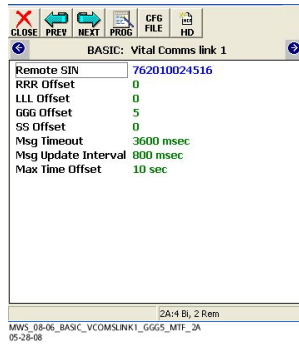 CLOSE PREV NEXT PROG CFG FILE HD
BASIC: Vital Comms link 1
Remote SIN 762010024516
RRR Offset 0
LLL Offset 0
GGG Offset 5
SS Offset 0
Msg Timeout 3600 msec
Msg Update Interval 800 msec
Max Time Offset 10 sec
2A:4 Bi, 2 Rem
MWS_08-06_BASIC_VCOMSLINK1_GGG5_MTF_2A
05-28-08